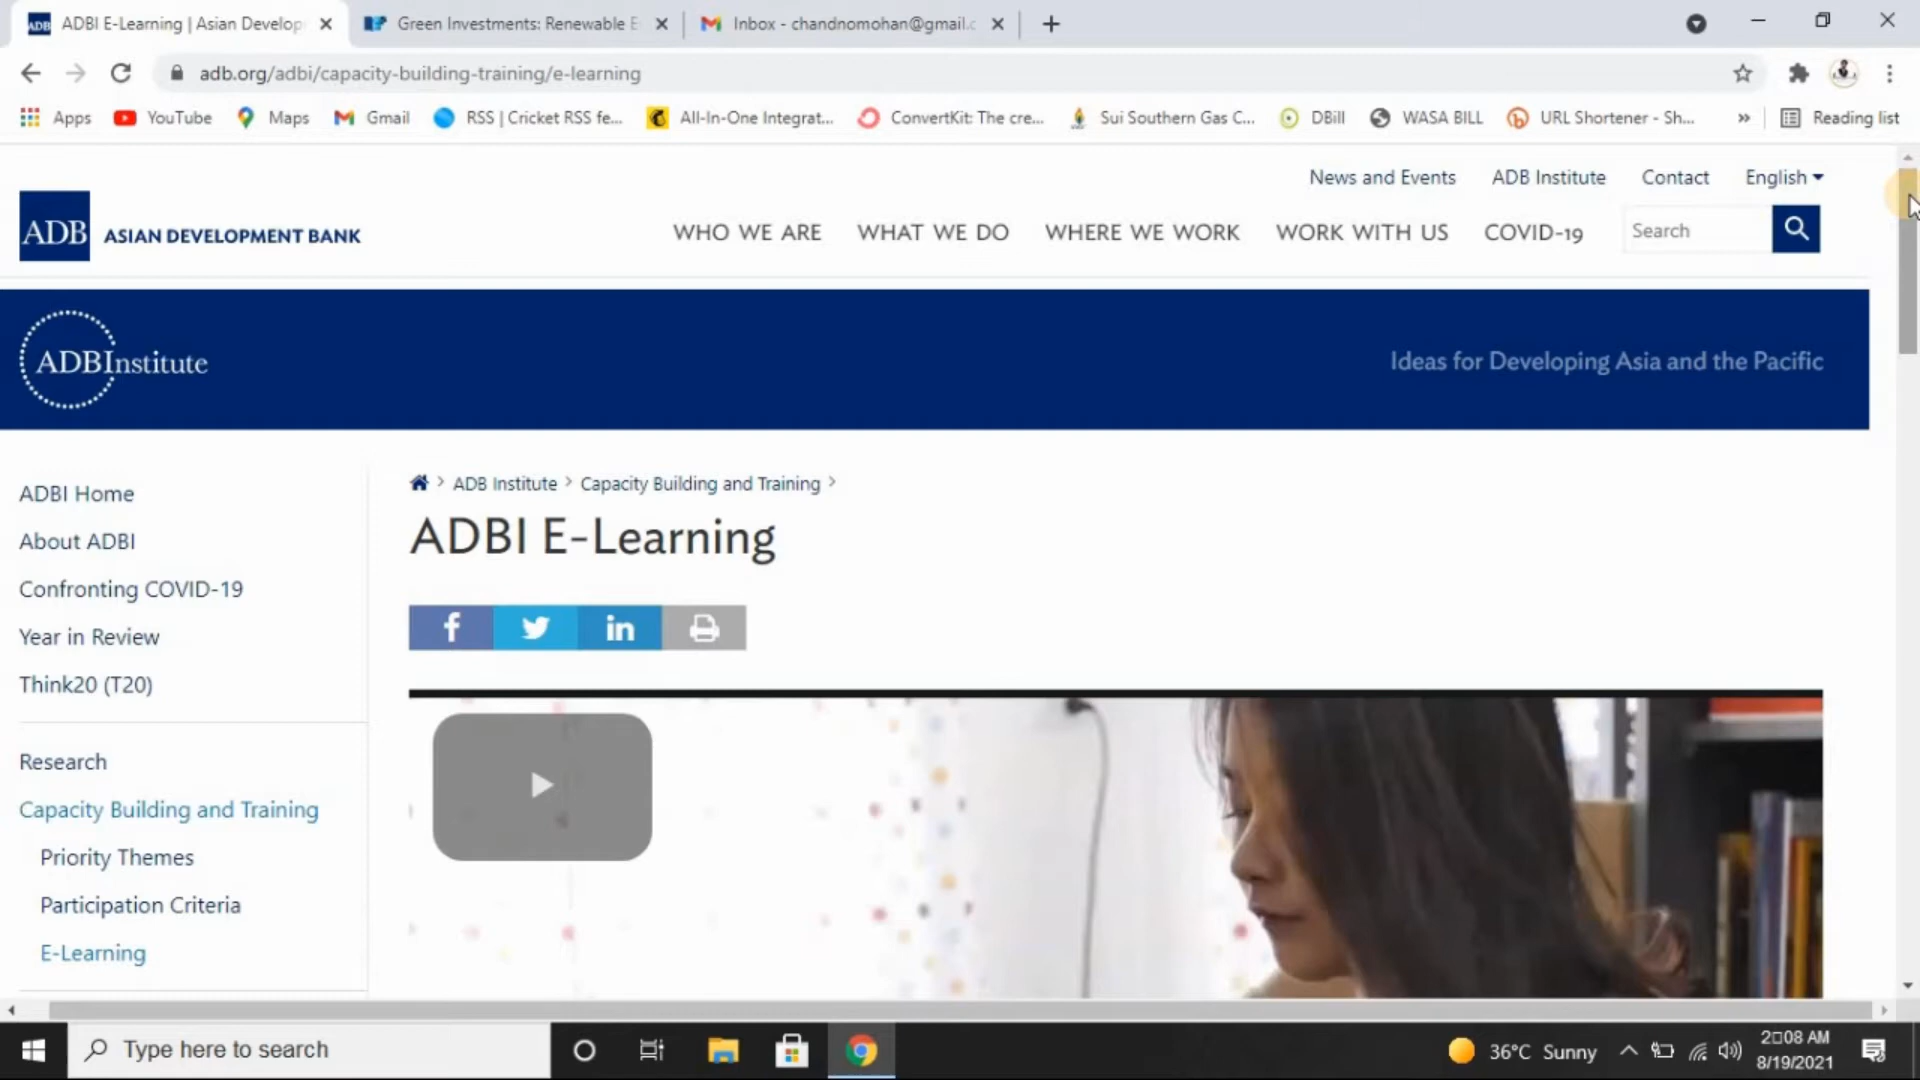 ADBI E-Learning | Asian Develop
Green Investments: Renewable E
Inbox - chandnomohan@gmail.c
adb.org/adbi/capacity-building-training/e-learning
Apps
YouTube
Maps
Gmail
RSS | Cricket RSS fe...
All-In-One Integrat...
ConvertKit: The cre...
Sui Southern Gas C...
DBill
WASA BILL
URL Shortener - Sh...
Reading list
News and Events
ADB Institute
Contact
English
ADB
ASIAN DEVELOPMENT BANK
WHO WE ARE
WHAT WE DO
WHERE WE WORK
WORK WITH US
COVID-19
Search
ADBInstitute
Ideas for Developing Asia and the Pacific
ADBI Home
About ADBI
Confronting COVID-19
Year in Review
Think20 (T20)
Research
Capacity Building and Training
Priority Themes
Participation Criteria
E-Learning
ADB Institute > Capacity Building and Training >
ADBI E-Learning
Type here to search
36°C Sunny
2:08 AM
8/19/2021